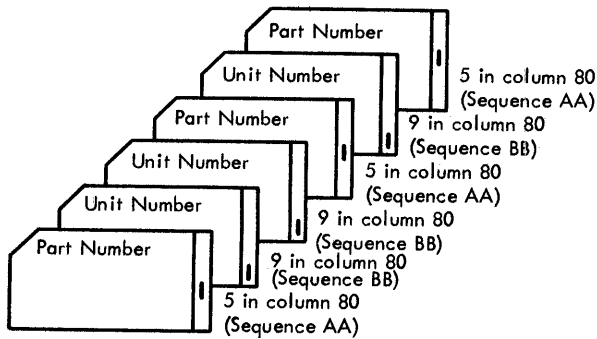 Part Number
5 in column 80
(Sequence AA)
Unit Number
9 in column 80
(Sequence BB)
Part Number
5 in column 80
(Sequence AA)
Unit Number
9 in column 80
(Sequence BB)
Unit Number
9 in column 80
(Sequence BB)
Part Number
5 in column 80
(Sequence AA)